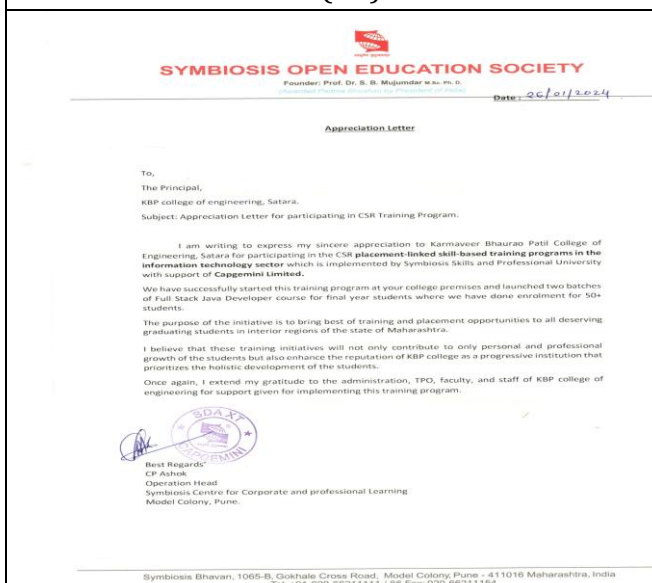 SYMBIOSIS OPEN EDUCATION SOCIETY
Founder: Prof. Dr. S. B. Mujumdar M.Sc. Ph. D.
(Awarded Padma Bhushan by President of India)
Date : 26/01/2024
Appreciation Letter
To,
The Principal,
KBP college of engineering, Satara.
Subject: Appreciation Letter for participating in CSR Training Program.
I am writing to express my sincere appreciation to Karmaveer Bhaurao Patil College of
Engineering, Satara for participating in the CSR placement-linked skill-based training programs in the
information technology sector which is implemented by Symbiosis Skills and Professional University
with support of Capgemini Limited.
We have successfully started this training program at your college premises and launched two batches
of Full Stack Java Developer course for final year students where we have done enrolment for 50+
students.
The purpose of the initiative is to bring best of training and placement opportunities to all deserving
graduating students in interior regions of the state of Maharashtra.
I believe that these training initiatives will not only contribute to only personal and professional
growth of the students but also enhance the reputation of KBP college as a progressive institution that
prioritizes the holistic development of the students.
Once again, I extend my gratitude to the administration, TPO, faculty, and staff of KBP college of
engineering for support given for implementing this training program.
SDAXT
CAPGEMINI
Best Regards'
CP Ashok
Operation Head
Symbiosis Centre for Corporate and professional Learning
Model Colony, Pune.
Symbiosis Bhavan, 1065-B, Gokhale Cross Road, Model Colony, Pune - 411016 Maharashtra, India